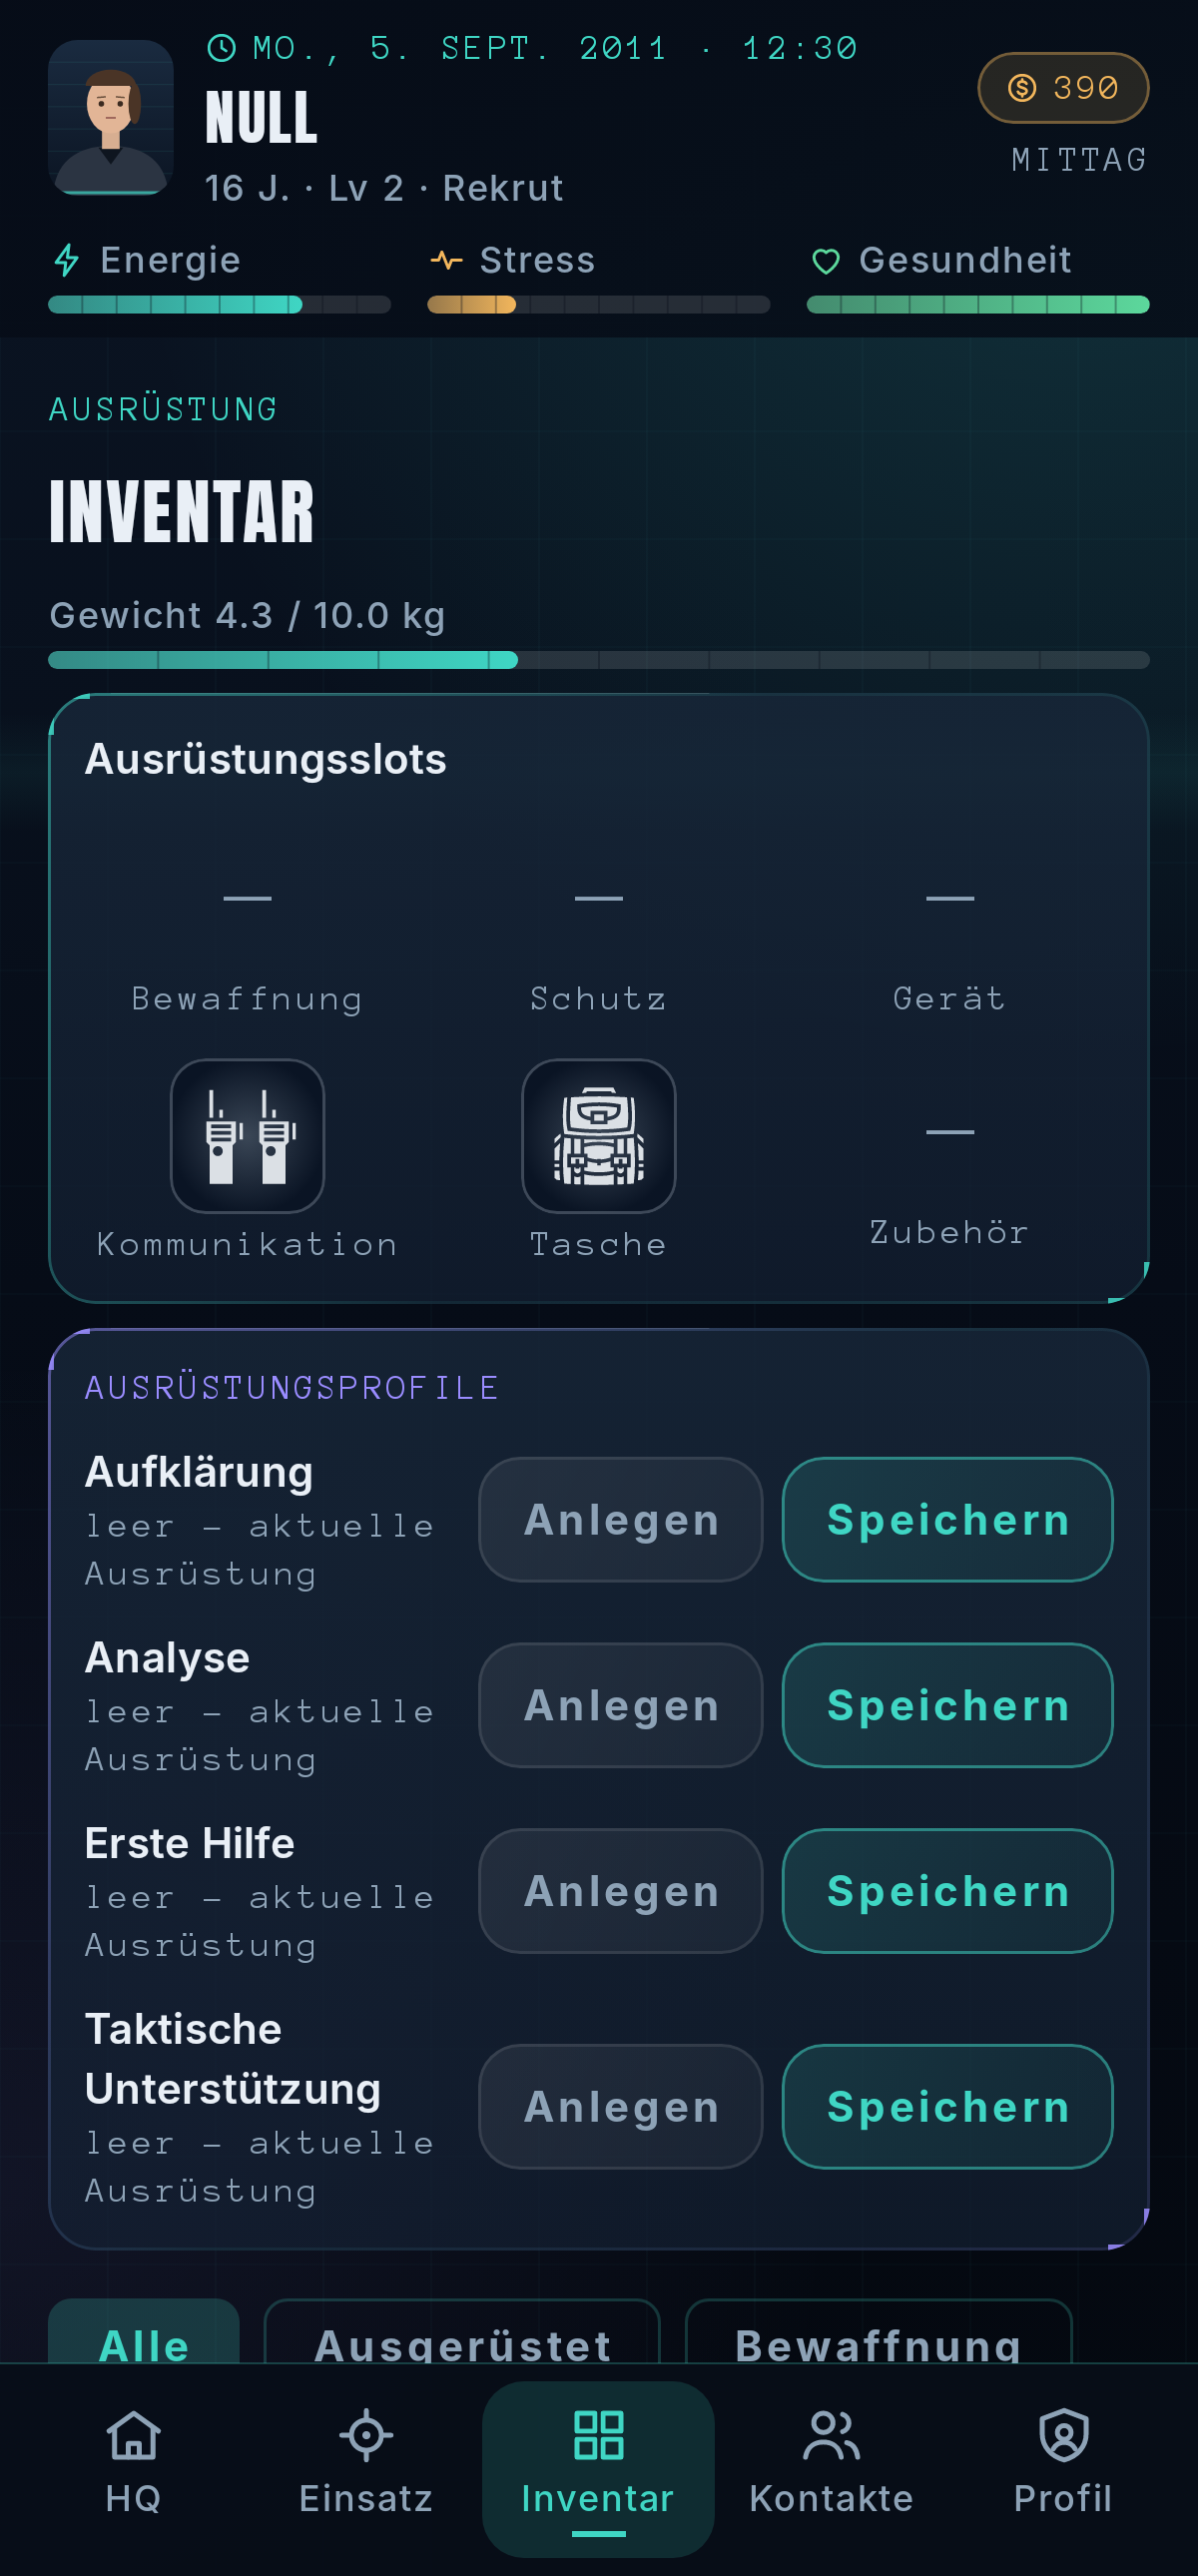 MO., 5. SEPT. 2011 · 12:30
NULL
16 J. · Lv 2 · Rekrut
390
MITTAG
Energie
Stress
Gesundheit
AUSRÜSTUNG
INVENTAR
Gewicht 4.3 / 10.0 kg
Ausrüstungsslots
—
—
—
Bewaffnung
Schutz
Gerät
—
Kommunikation
Tasche
Zubehör
AUSRÜSTUNGSPROFILE
Aufklärung
leer – aktuelle
Ausrüstung
Anlegen
Speichern
Analyse
leer – aktuelle
Ausrüstung
Anlegen
Speichern
Erste Hilfe
leer – aktuelle
Ausrüstung
Anlegen
Speichern
Taktische
Unterstützung
leer – aktuelle
Ausrüstung
Anlegen
Speichern
Alle
Ausgerüstet
Bewaffnung
HQ
Einsatz
Inventar
Kontakte
Profil